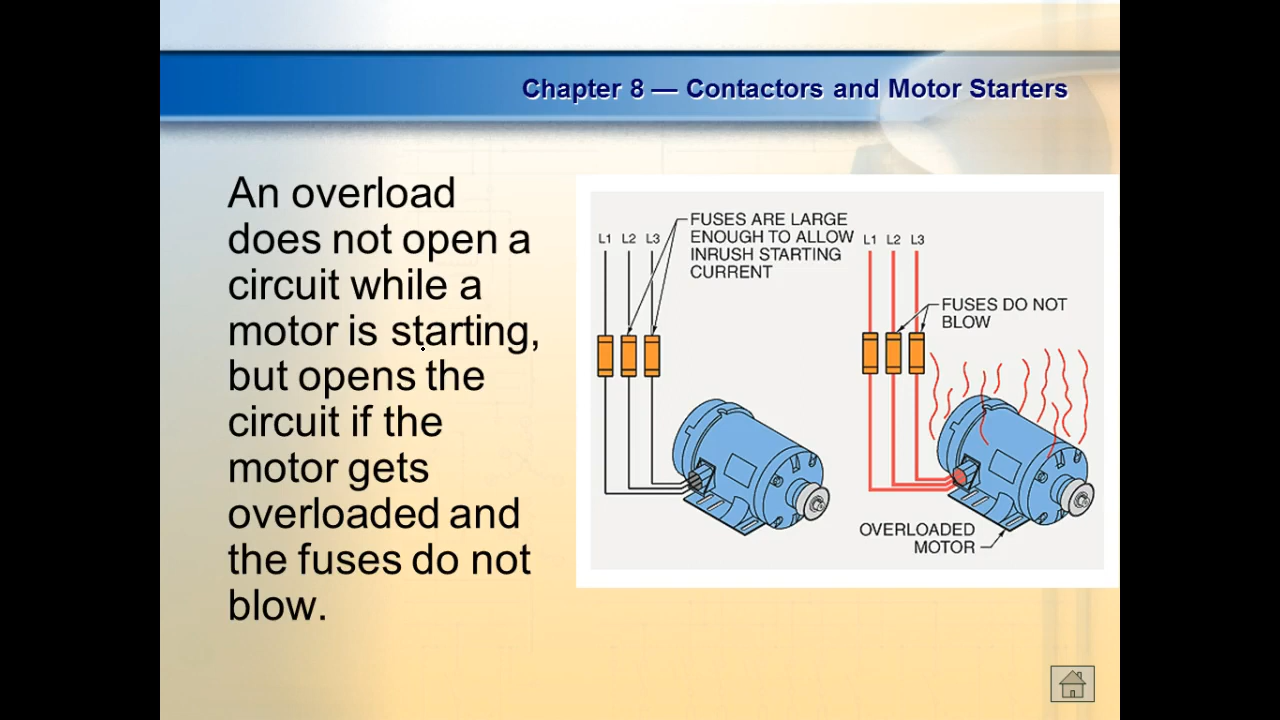 Chapter 8 — Contactors and Motor Starters
An overload
does not open a
circuit while a
motor is starting,
but opens the
circuit if the
motor gets
overloaded and
the fuses do not
blow.
FUSES ARE LARGE
ENOUGH TO ALLOW
INRUSH STARTING
CURRENT
L1 L2 L3
L1 L2 L3
FUSES DO NOT
BLOW
OVERLOADED
MOTOR